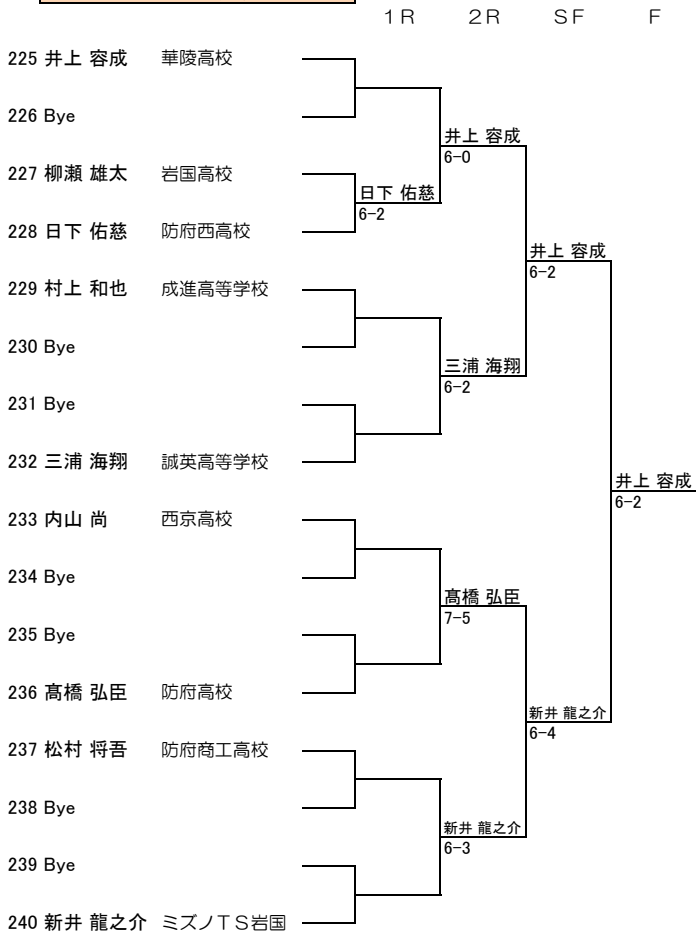 １Ｒ ２Ｒ ＳＦ Ｆ
225 井上 容成 華陵高校
226 Bye
井上 容成
6-0
227 柳瀬 雄太 岩国高校
日下 佑慈
6-2
228 日下 佑慈 防府西高校
井上 容成
6-2
229 村上 和也 成進高等学校
230 Bye
三浦 海翔
6-2
231 Bye
232 三浦 海翔 誠英高等学校
井上 容成
6-2
233 内山 尚 西京高校
234 Bye
髙橋 弘臣
7-5
235 Bye
236 髙橋 弘臣 防府高校
新井 龍之介
6-4
237 松村 将吾 防府商工高校
238 Bye
新井 龍之介
6-3
239 Bye
240 新井 龍之介 ミズノＴＳ岩国